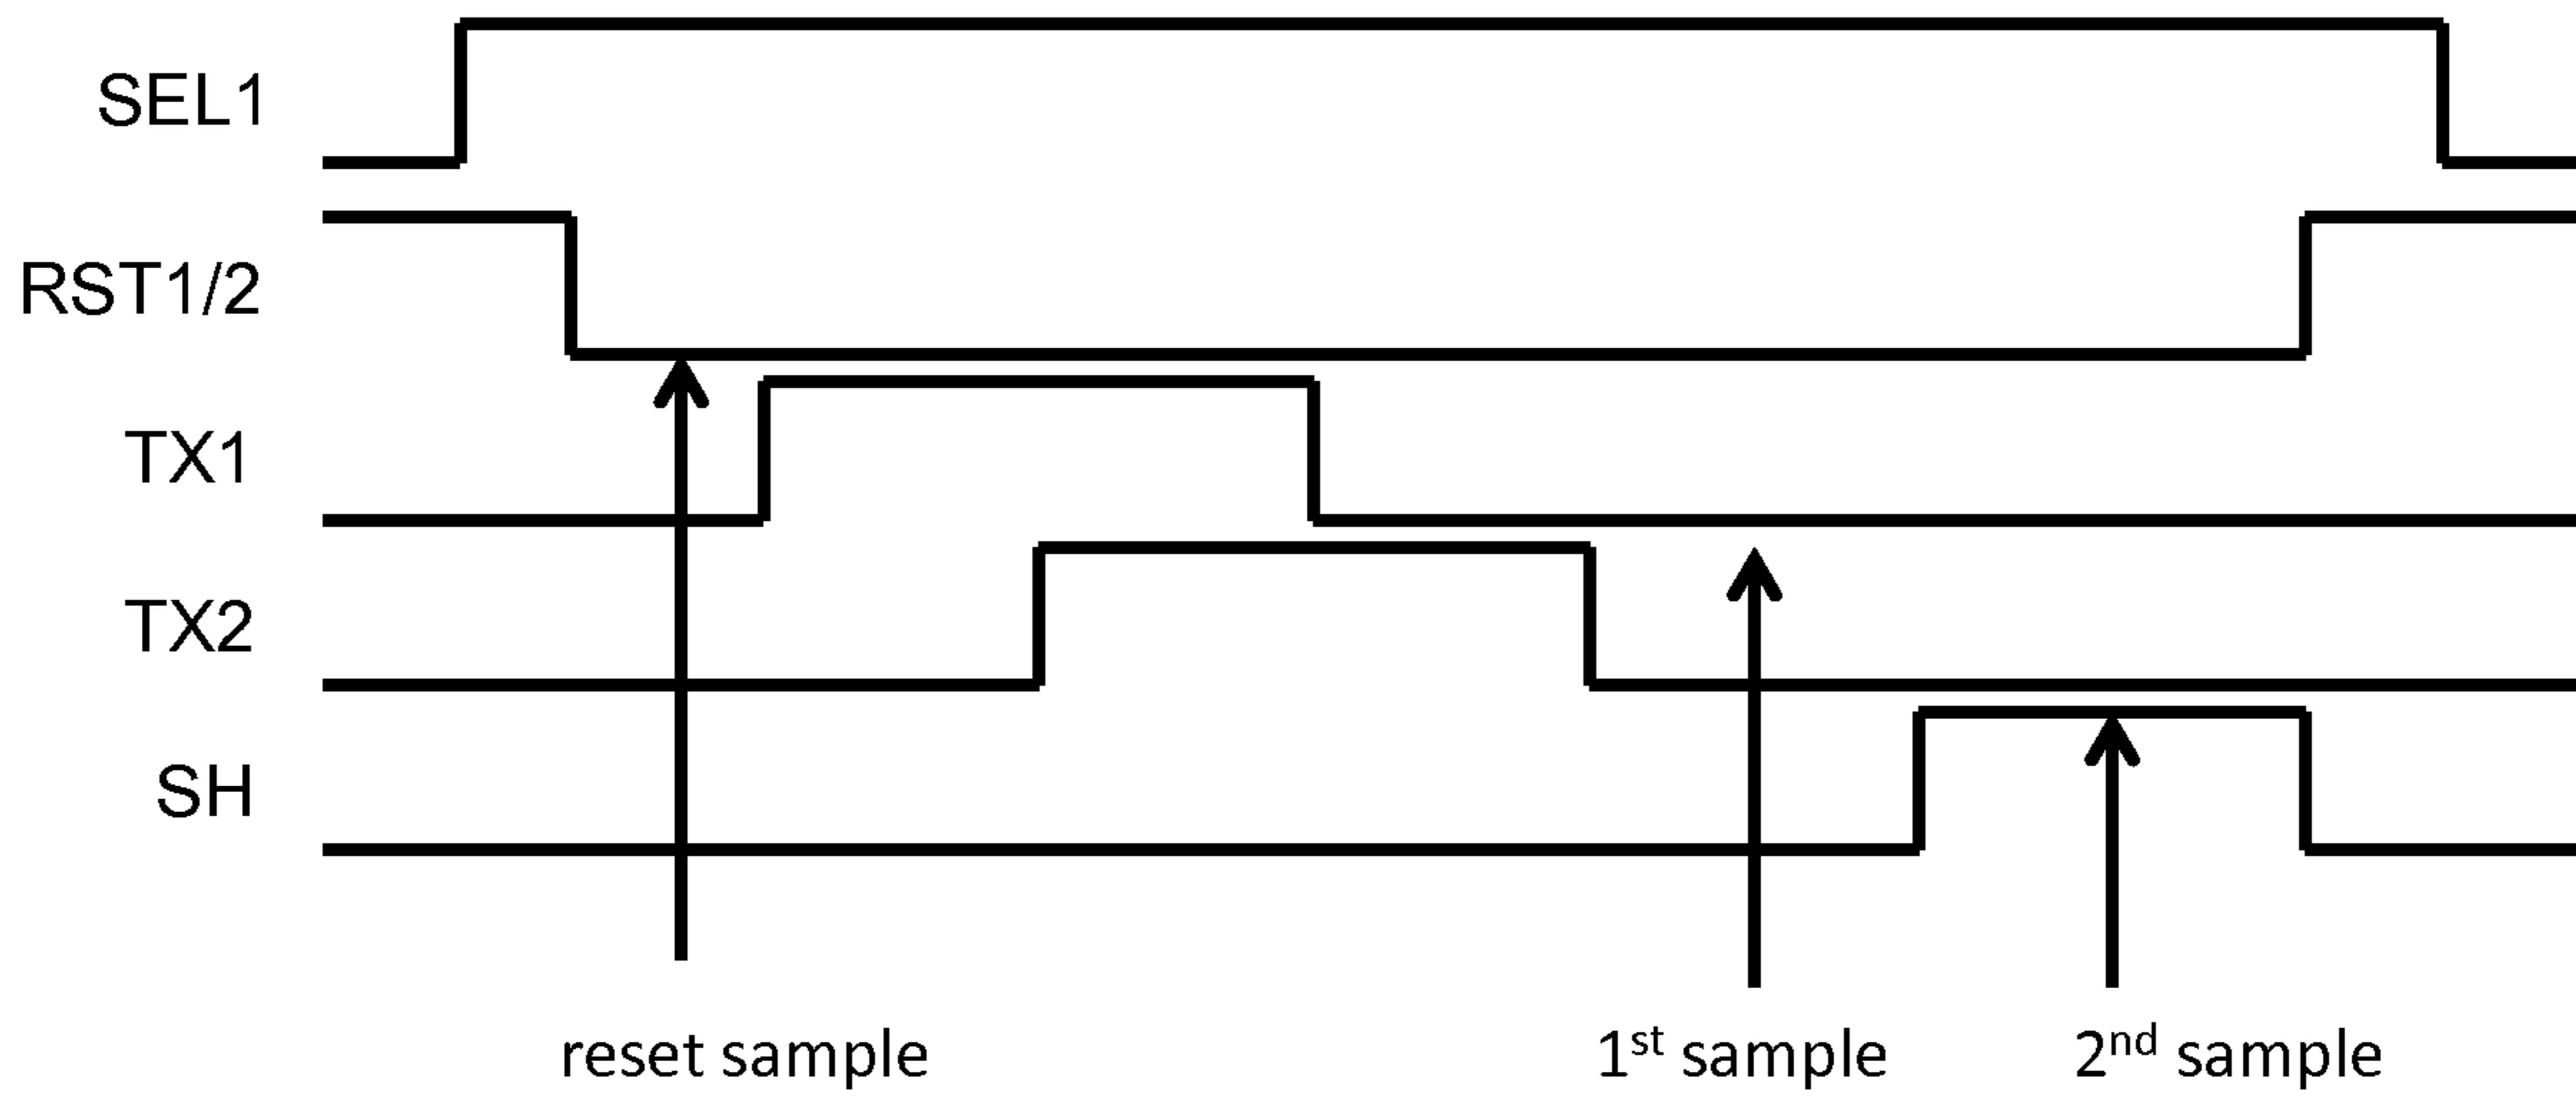 SEL1
RST1/2
TX1
TX2
SH
reset sample 1st sample 2nd sample